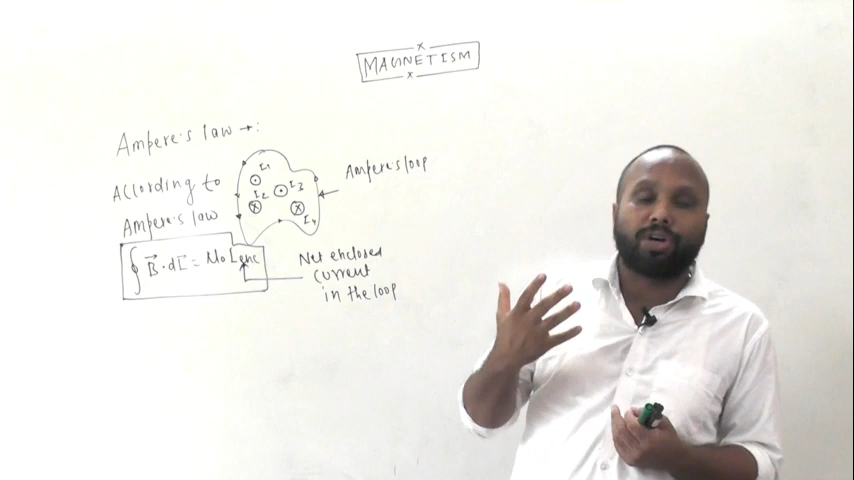 x
MAGNETISM
x
Ampere's law →:
According to
Ampere's law
∮ B⃗ · dL⃗ = μ₀ Ienc
I1
I2
I3
I4
Ampere's loop
Net enclosed
current
in the loop